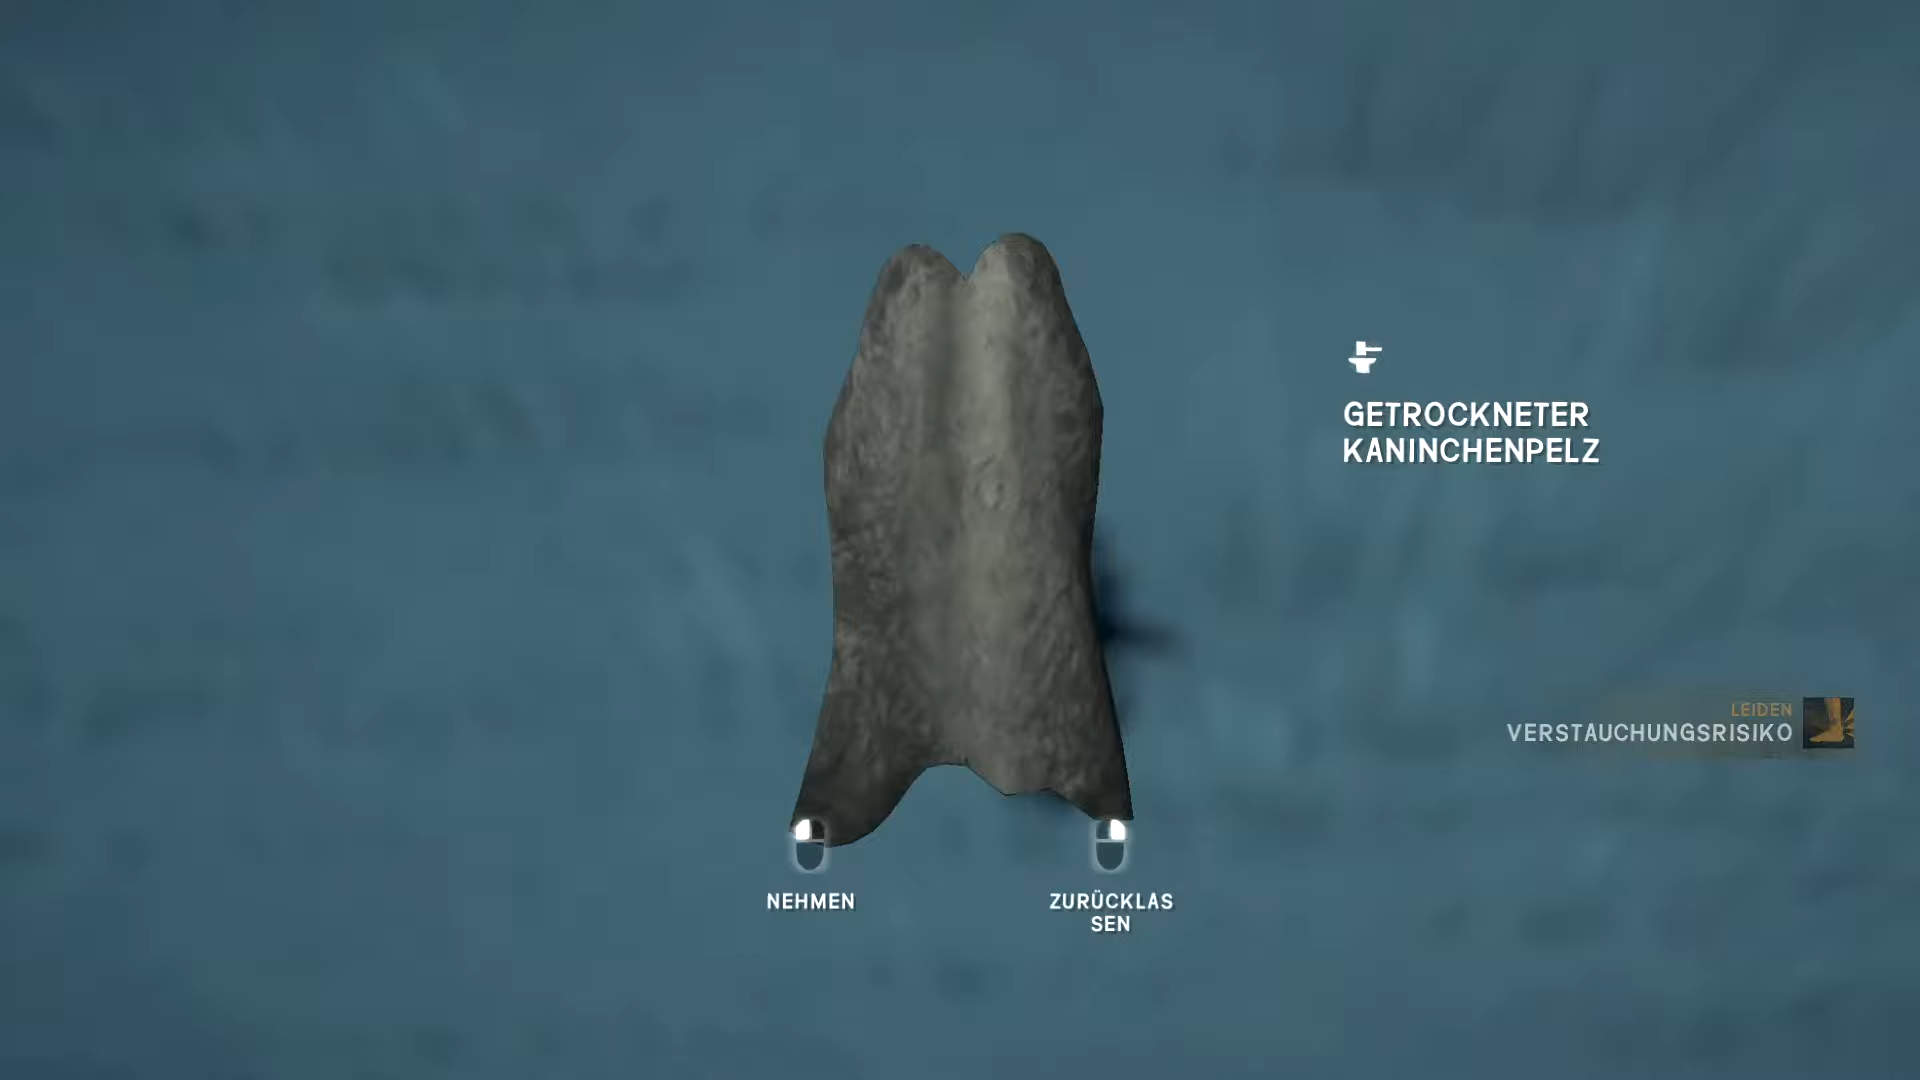 GETROCKNETER
KANINCHENPELZ
LEIDEN
VERSTAUCHUNGSRISIKO
NEHMEN
ZURÜCKLAS
SEN